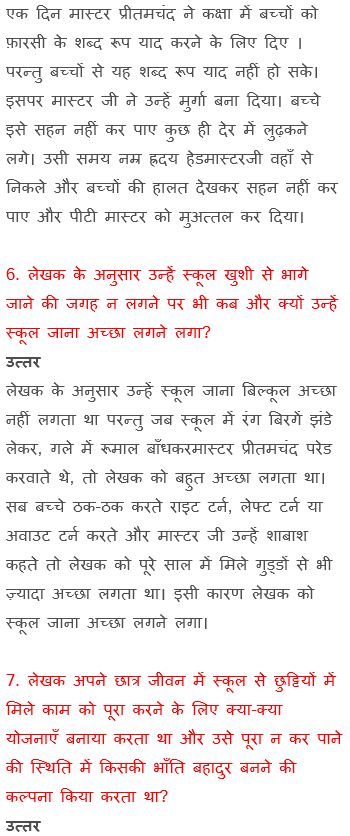 एक दिन मास्टर प्रीतमचंद ने कक्षा में बच्चों को
फ़ारसी के शब्द रूप याद करने के लिए दिए ।
परन्तु बच्चों से यह शब्द रूप याद नहीं हो सके।
इसपर मास्टर जी ने उन्हें मुर्गा बना दिया। बच्चे
इसे सहन नहीं कर पाए कुछ ही देर में लुढ़कने
लगे। उसी समय नम्र ह्रदय हेडमास्टरजी वहाँ से
निकले और बच्चों की हालत देखकर सहन नहीं कर
पाए और पीटी मास्टर को मुअत्तल कर दिया।
6. लेखक के अनुसार उन्हें स्कूल खुशी से भागे
जाने की जगह न लगने पर भी कब और क्यों उन्हें
स्कूल जाना अच्छा लगने लगा?
उत्तर
लेखक के अनुसार उन्हें स्कूल जाना बिल्कूल अच्छा
नहीं लगता था परन्तु जब स्कूल में रंग बिरगें झंडे
लेकर, गले में रूमाल बाँधकरमास्टर प्रीतमचंद परेड
करवाते थे, तो लेखक को बहुत अच्छा लगता था।
सब बच्चे ठक-ठक करते राइट टर्न, लेफ्ट टर्न या
अवाउट टर्न करते और मास्टर जी उन्हें शाबाश
कहते तो लेखक को पूरे साल में मिले गुड्डों से भी
ज़्यादा अच्छा लगता था। इसी कारण लेखक को
स्कूल जाना अच्छा लगने लगा।
7. लेखक अपने छात्र जीवन में स्कूल से छुट्टियों में
मिले काम को पूरा करने के लिए क्या-क्या
योजनाएँ बनाया करता था और उसे पूरा न कर पाने
की स्थिति में किसकी भाँति बहादुर बनने की
कल्पना किया करता था?
उत्तर